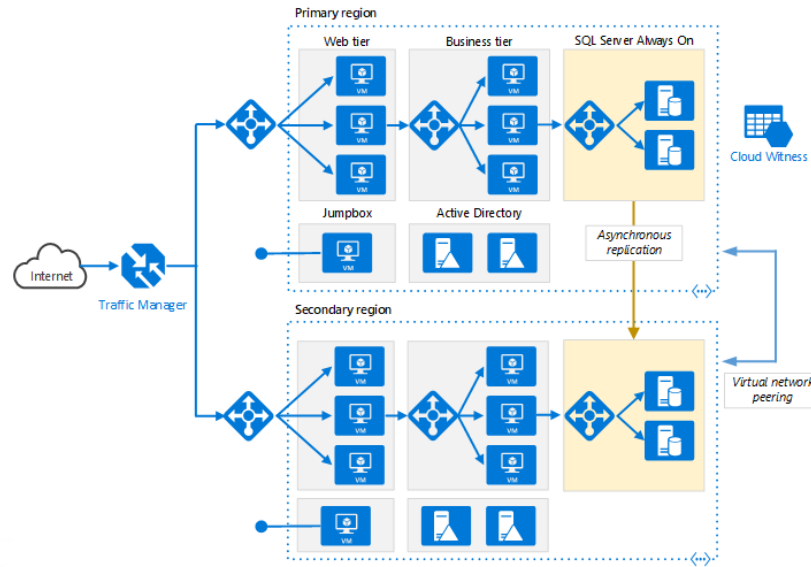 Primary region
Web tier
Business tier
SQL Server Always On
VM
VM
VM
VM
VM
VM
Cloud Witness
Jumpbox
Active Directory
VM
Asynchronous
replication
Internet
Traffic Manager
Secondary region
VM
VM
VM
VM
VM
VM
Virtual network
peering
VM